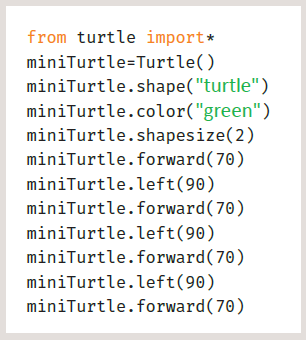 from turtle import*
miniTurtle=Turtle()
miniTurtle.shape("turtle")
miniTurtle.color("green")
miniTurtle.shapesize(2)
miniTurtle.forward(70)
miniTurtle.left(90)
miniTurtle.forward(70)
miniTurtle.left(90)
miniTurtle.forward(70)
miniTurtle.left(90)
miniTurtle.forward(70)